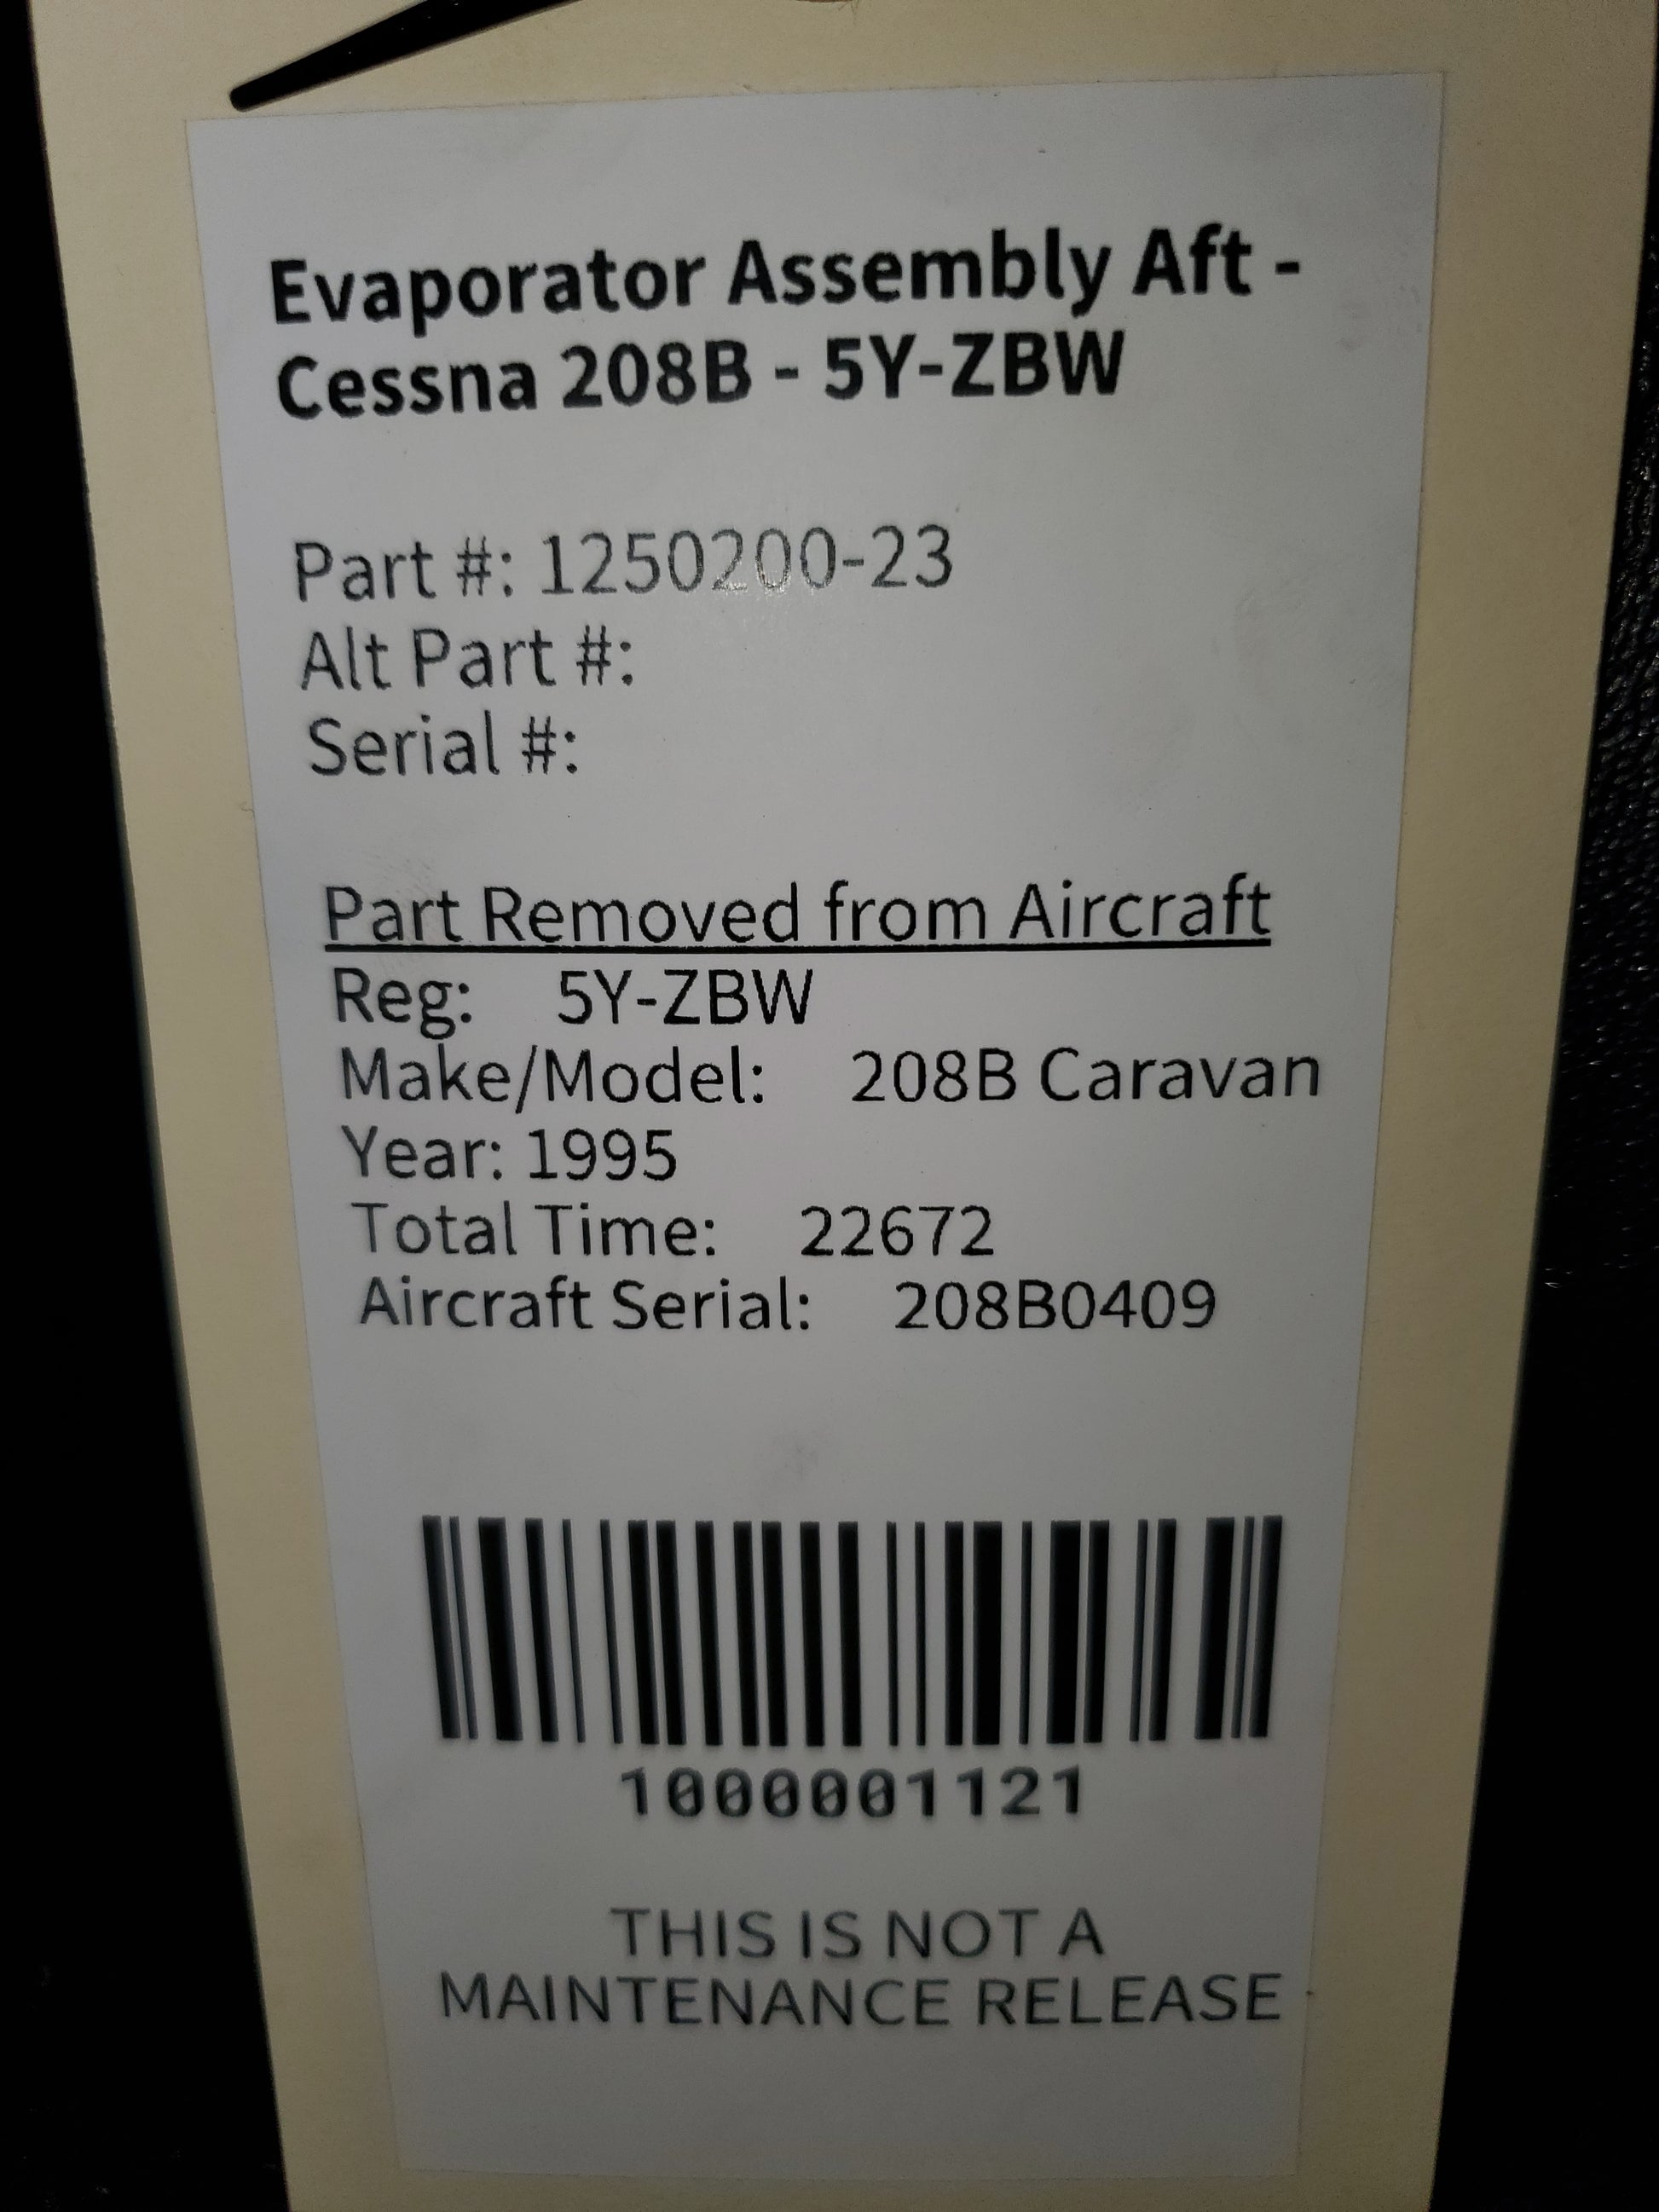 Evaporator Assembly Aft -
Cessna 208B - 5Y-ZBW
Part #: 1250200-23
Alt Part #:
Serial #:
Part Removed from Aircraft
Reg: 5Y-ZBW
Make/Model: 208B Caravan
Year: 1995
Total Time: 22672
Aircraft Serial: 208B0409
1000001121
THIS IS NOT A
MAINTENANCE RELEASE